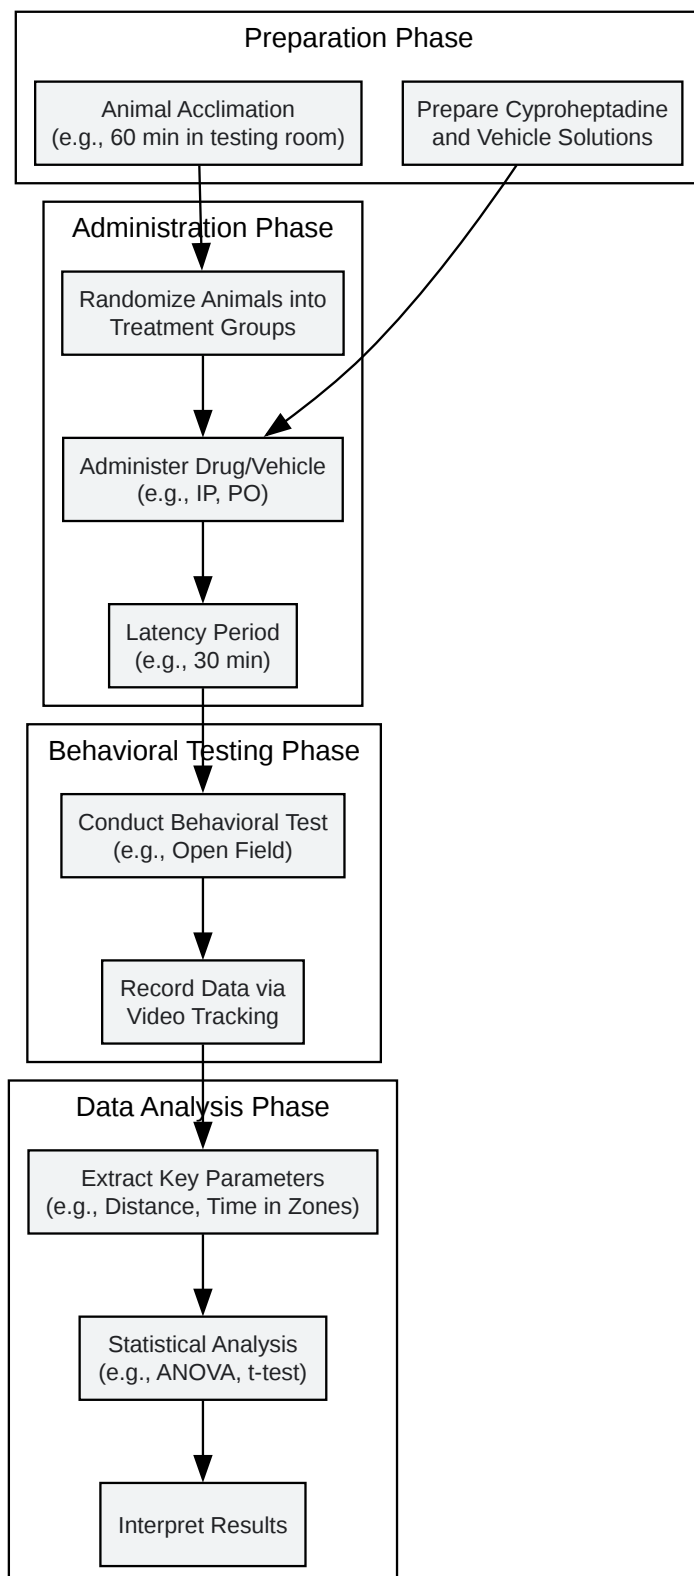 Preparation Phase
Animal Acclimation
(e.g., 60 min in testing room)
Prepare Cyproheptadine
and Vehicle Solutions
Administration Phase
Randomize Animals into
Treatment Groups
Administer Drug/Vehicle
(e.g., IP, PO)
Latency Period
(e.g., 30 min)
Behavioral Testing Phase
Conduct Behavioral Test
(e.g., Open Field)
Record Data via
Video Tracking
Data Analysis Phase
Extract Key Parameters
(e.g., Distance, Time in Zones)
Statistical Analysis
(e.g., ANOVA, t-test)
Interpret Results